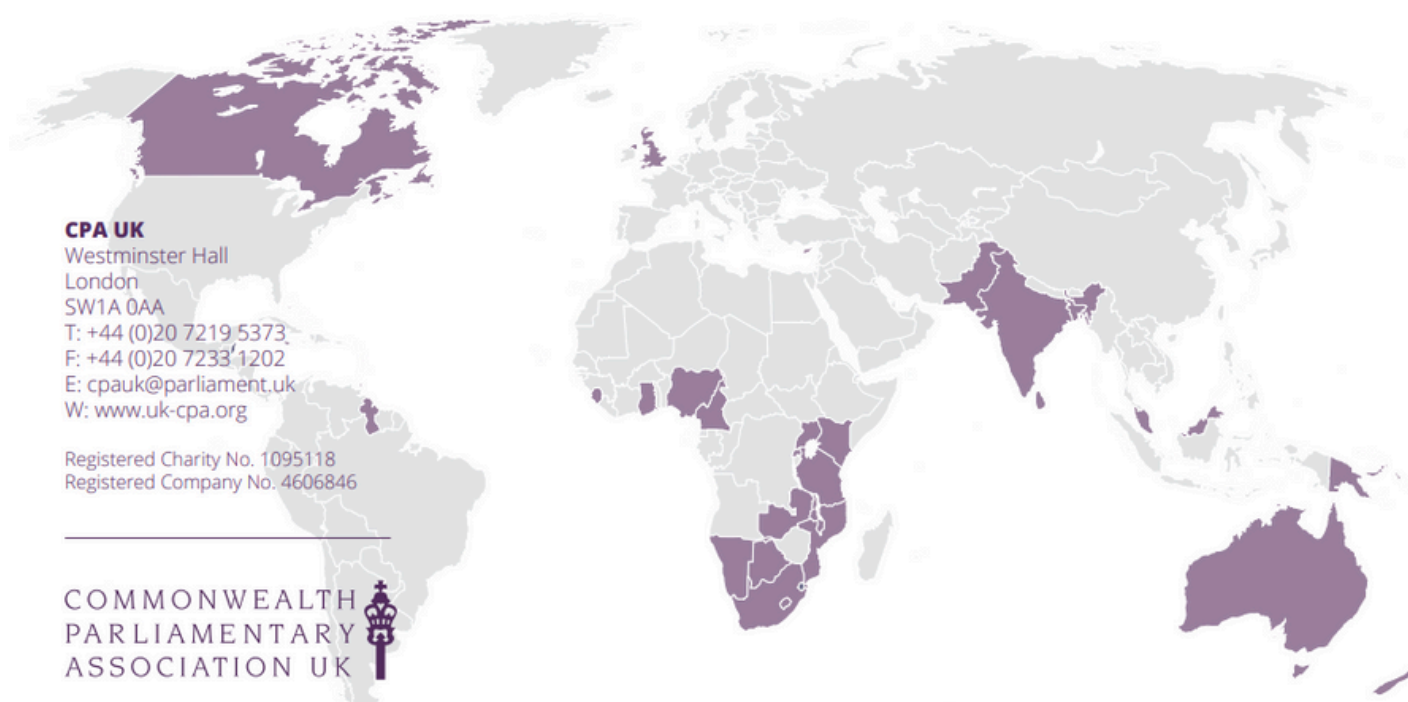 CPA UK
Westminster Hall
London
SW1A 0AA
T: +44 (0)20 7219 5373
F: +44 (0)20 7233 1202
E: cpauk@parliament.uk
W: www.uk-cpa.org
Registered Charity No. 1095118
Registered Company No. 4606846
COMMONWEALTH
PARLIAMENTARY
ASSOCIATION UK